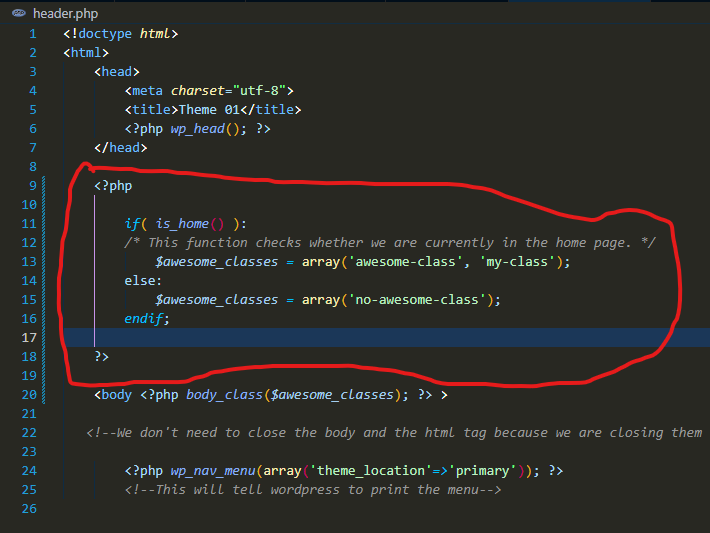 header.php
1 <!doctype html>
2 <html>
3 <head>
4 <meta charset="utf-8">
5 <title>Theme 01</title>
6 <?php wp_head(); ?>
7 </head>
8
9 <?php
10
11 if( is_home() ):
12 /* This function checks whether we are currently in the home page. */
13 $awesome_classes = array('awesome-class', 'my-class');
14 else:
15 $awesome_classes = array('no-awesome-class');
16 endif;
17
18 ?>
19
20 <body <?php body_class($awesome_classes); ?> >
21
22 <!--We don't need to close the body and the html tag because we are closing them
23
24 <?php wp_nav_menu(array('theme_location'=>'primary')); ?>
25 <!--This will tell wordpress to print the menu-->
26